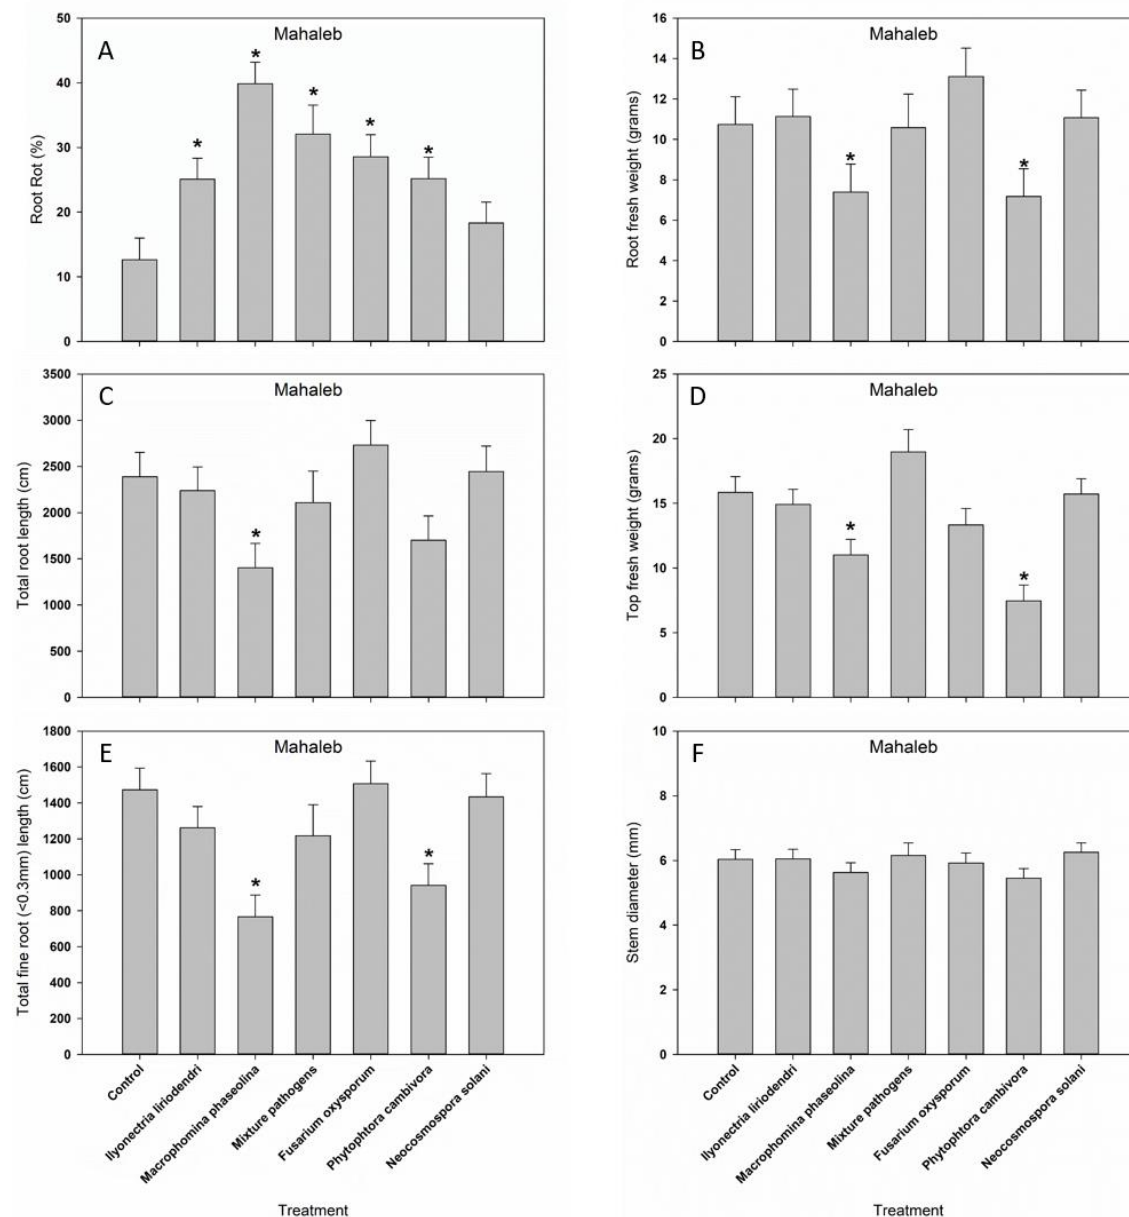 A
Mahaleb
Root Rot (%)
50
40
30
20
10
0
*
*
*
*
*
B
Mahaleb
Root fresh weight (grams)
16
14
12
10
8
6
4
2
0
*
*
C
Mahaleb
Total root length (cm)
3500
3000
2500
2000
1500
1000
500
0
*
D
Mahaleb
Top fresh weight (grams)
25
20
15
10
5
0
*
*
E
Mahaleb
Total fine root (<0.3mm) length (cm)
1800
1600
1400
1200
1000
800
600
400
200
0
*
*
Control
Ilyonectria liriodendri
Macrophomina phaseolina
Mixture pathogens
Fusarium oxysporum
Phytophtora cambivora
Neocosmospora solani
Treatment
F
Mahaleb
Stem diameter (mm)
10
8
6
4
2
0
Control
Ilyonectria liriodendri
Macrophomina phaseolina
Mixture pathogens
Fusarium oxysporum
Phytophtora cambivora
Neocosmospora solani
Treatment